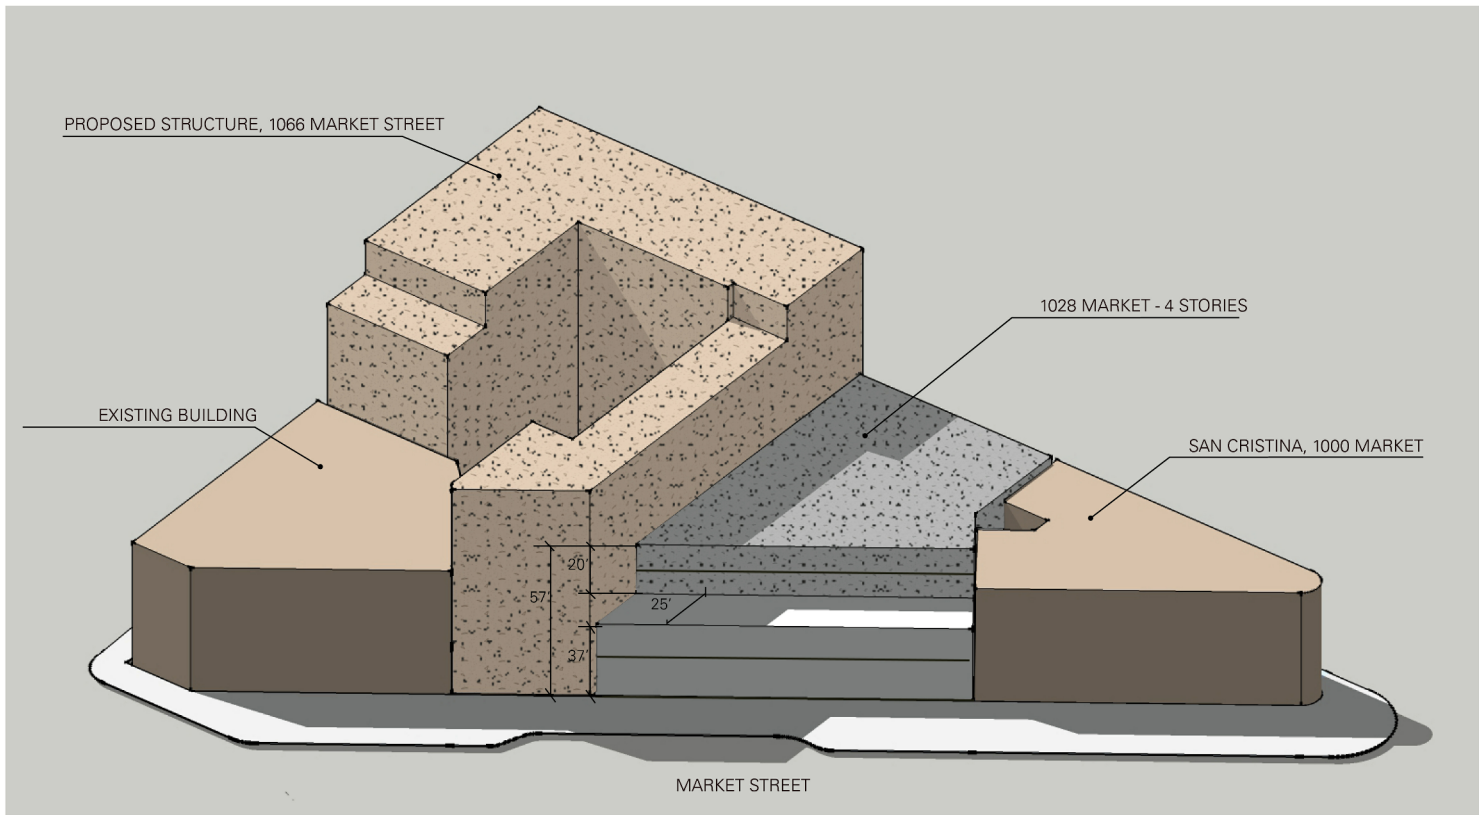 PROPOSED STRUCTURE, 1066 MARKET STREET
1028 MARKET - 4 STORIES
EXISTING BUILDING
SAN CRISTINA, 1000 MARKET
20'
57'
25'
37'
MARKET STREET